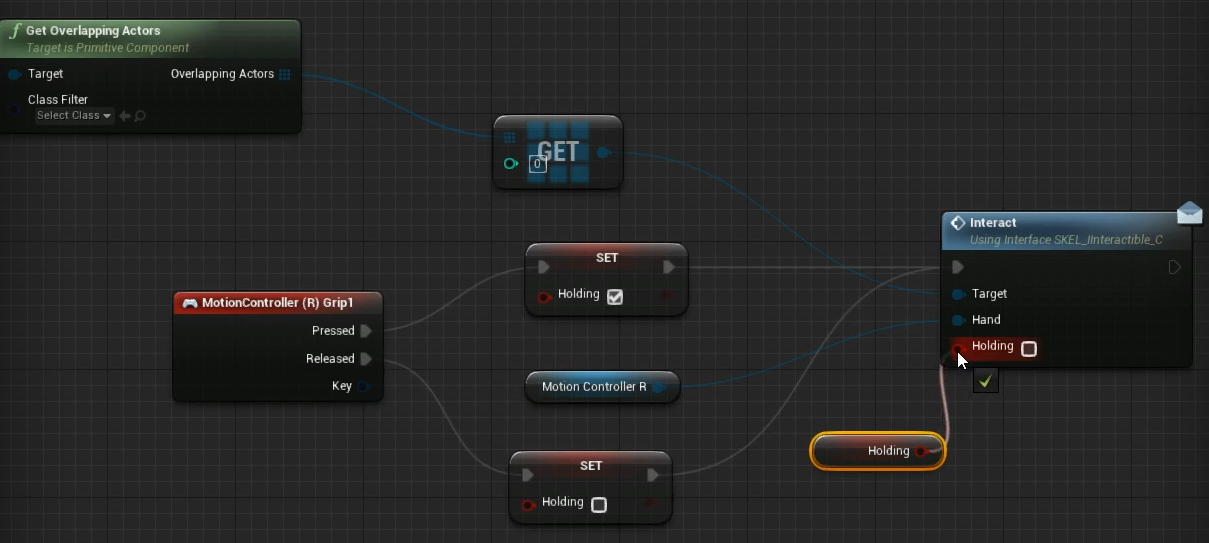 Get Overlapping Actors
Target is Primitive Component
Target
Overlapping Actors
Class Filter
Select Class
GET
0
Interact
Using Interface SKEL_IInteractible_C
SET
Holding
MotionController (R) Grip1
Pressed
Released
Key
Target
Hand
Holding
Motion Controller R
Holding
SET
Holding